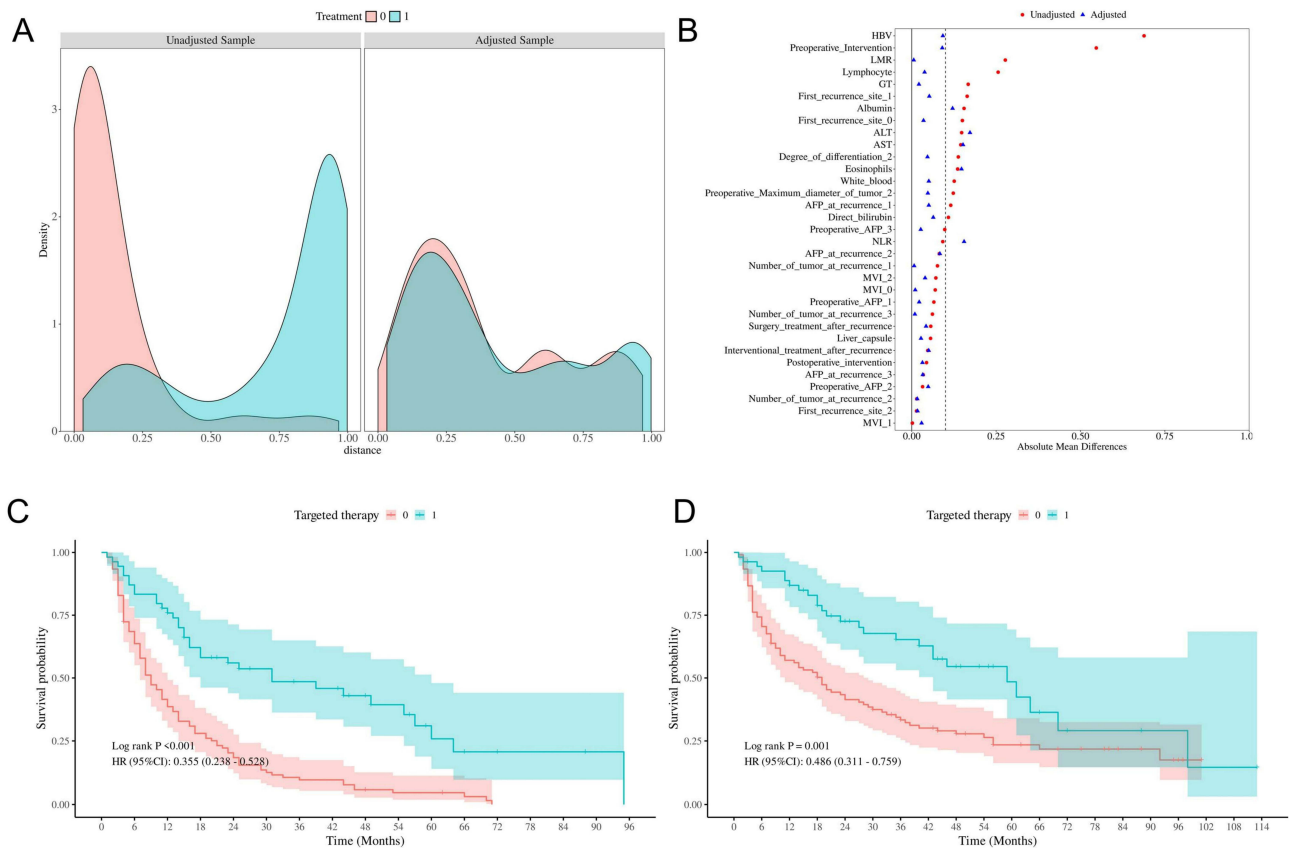 A
Treatment 0 1
Unadjusted Sample Adjusted Sample
Density
3
2
1
0
0.00 0.25 0.50 0.75 1.00 0.00 0.25 0.50 0.75 1.00
distance
B
Unadjusted Adjusted
HBV
Preoperative_Intervention
LMR
Lymphocyte
GT
First_recurrence_site_1
Albumin
First_recurrence_site_0
ALT
AST
Degree_of_differentiation_2
Eosinophils
White_blood
Preoperative_Maximum_diameter_of_tumor_2
AFP_at_recurrence_1
Direct_bilirubin
Preoperative_AFP_3
NLR
AFP_at_recurrence_2
Number_of_tumor_at_recurrence_1
MVI_2
MVI_0
Preoperative_AFP_1
Number_of_tumor_at_recurrence_3
Surgery_treatment_after_recurrence
Liver_capsule
Interventional_treatment_after_recurrence
Postoperative_intervention
AFP_at_recurrence_3
Preoperative_AFP_2
Number_of_tumor_at_recurrence_2
First_recurrence_site_2
MVI_1
0.00 0.25 0.50 0.75 1.0
Absolute Mean Differences
C
Targeted therapy 0 1
Survival probability
1.00
0.75
0.50
0.25
0.00
Log rank P <0.001
HR (95%CI): 0.355 (0.238 - 0.528)
0 6 12 18 24 30 36 42 48 54 60 66 72 78 84 90 96
Time (Months)
D
Targeted therapy 0 1
Survival probability
1.00
0.75
0.50
0.25
0.00
Log rank P = 0.001
HR (95%CI): 0.486 (0.311 - 0.759)
0 6 12 18 24 30 36 42 48 54 60 66 72 78 84 90 96 102 108 114
Time (Months)